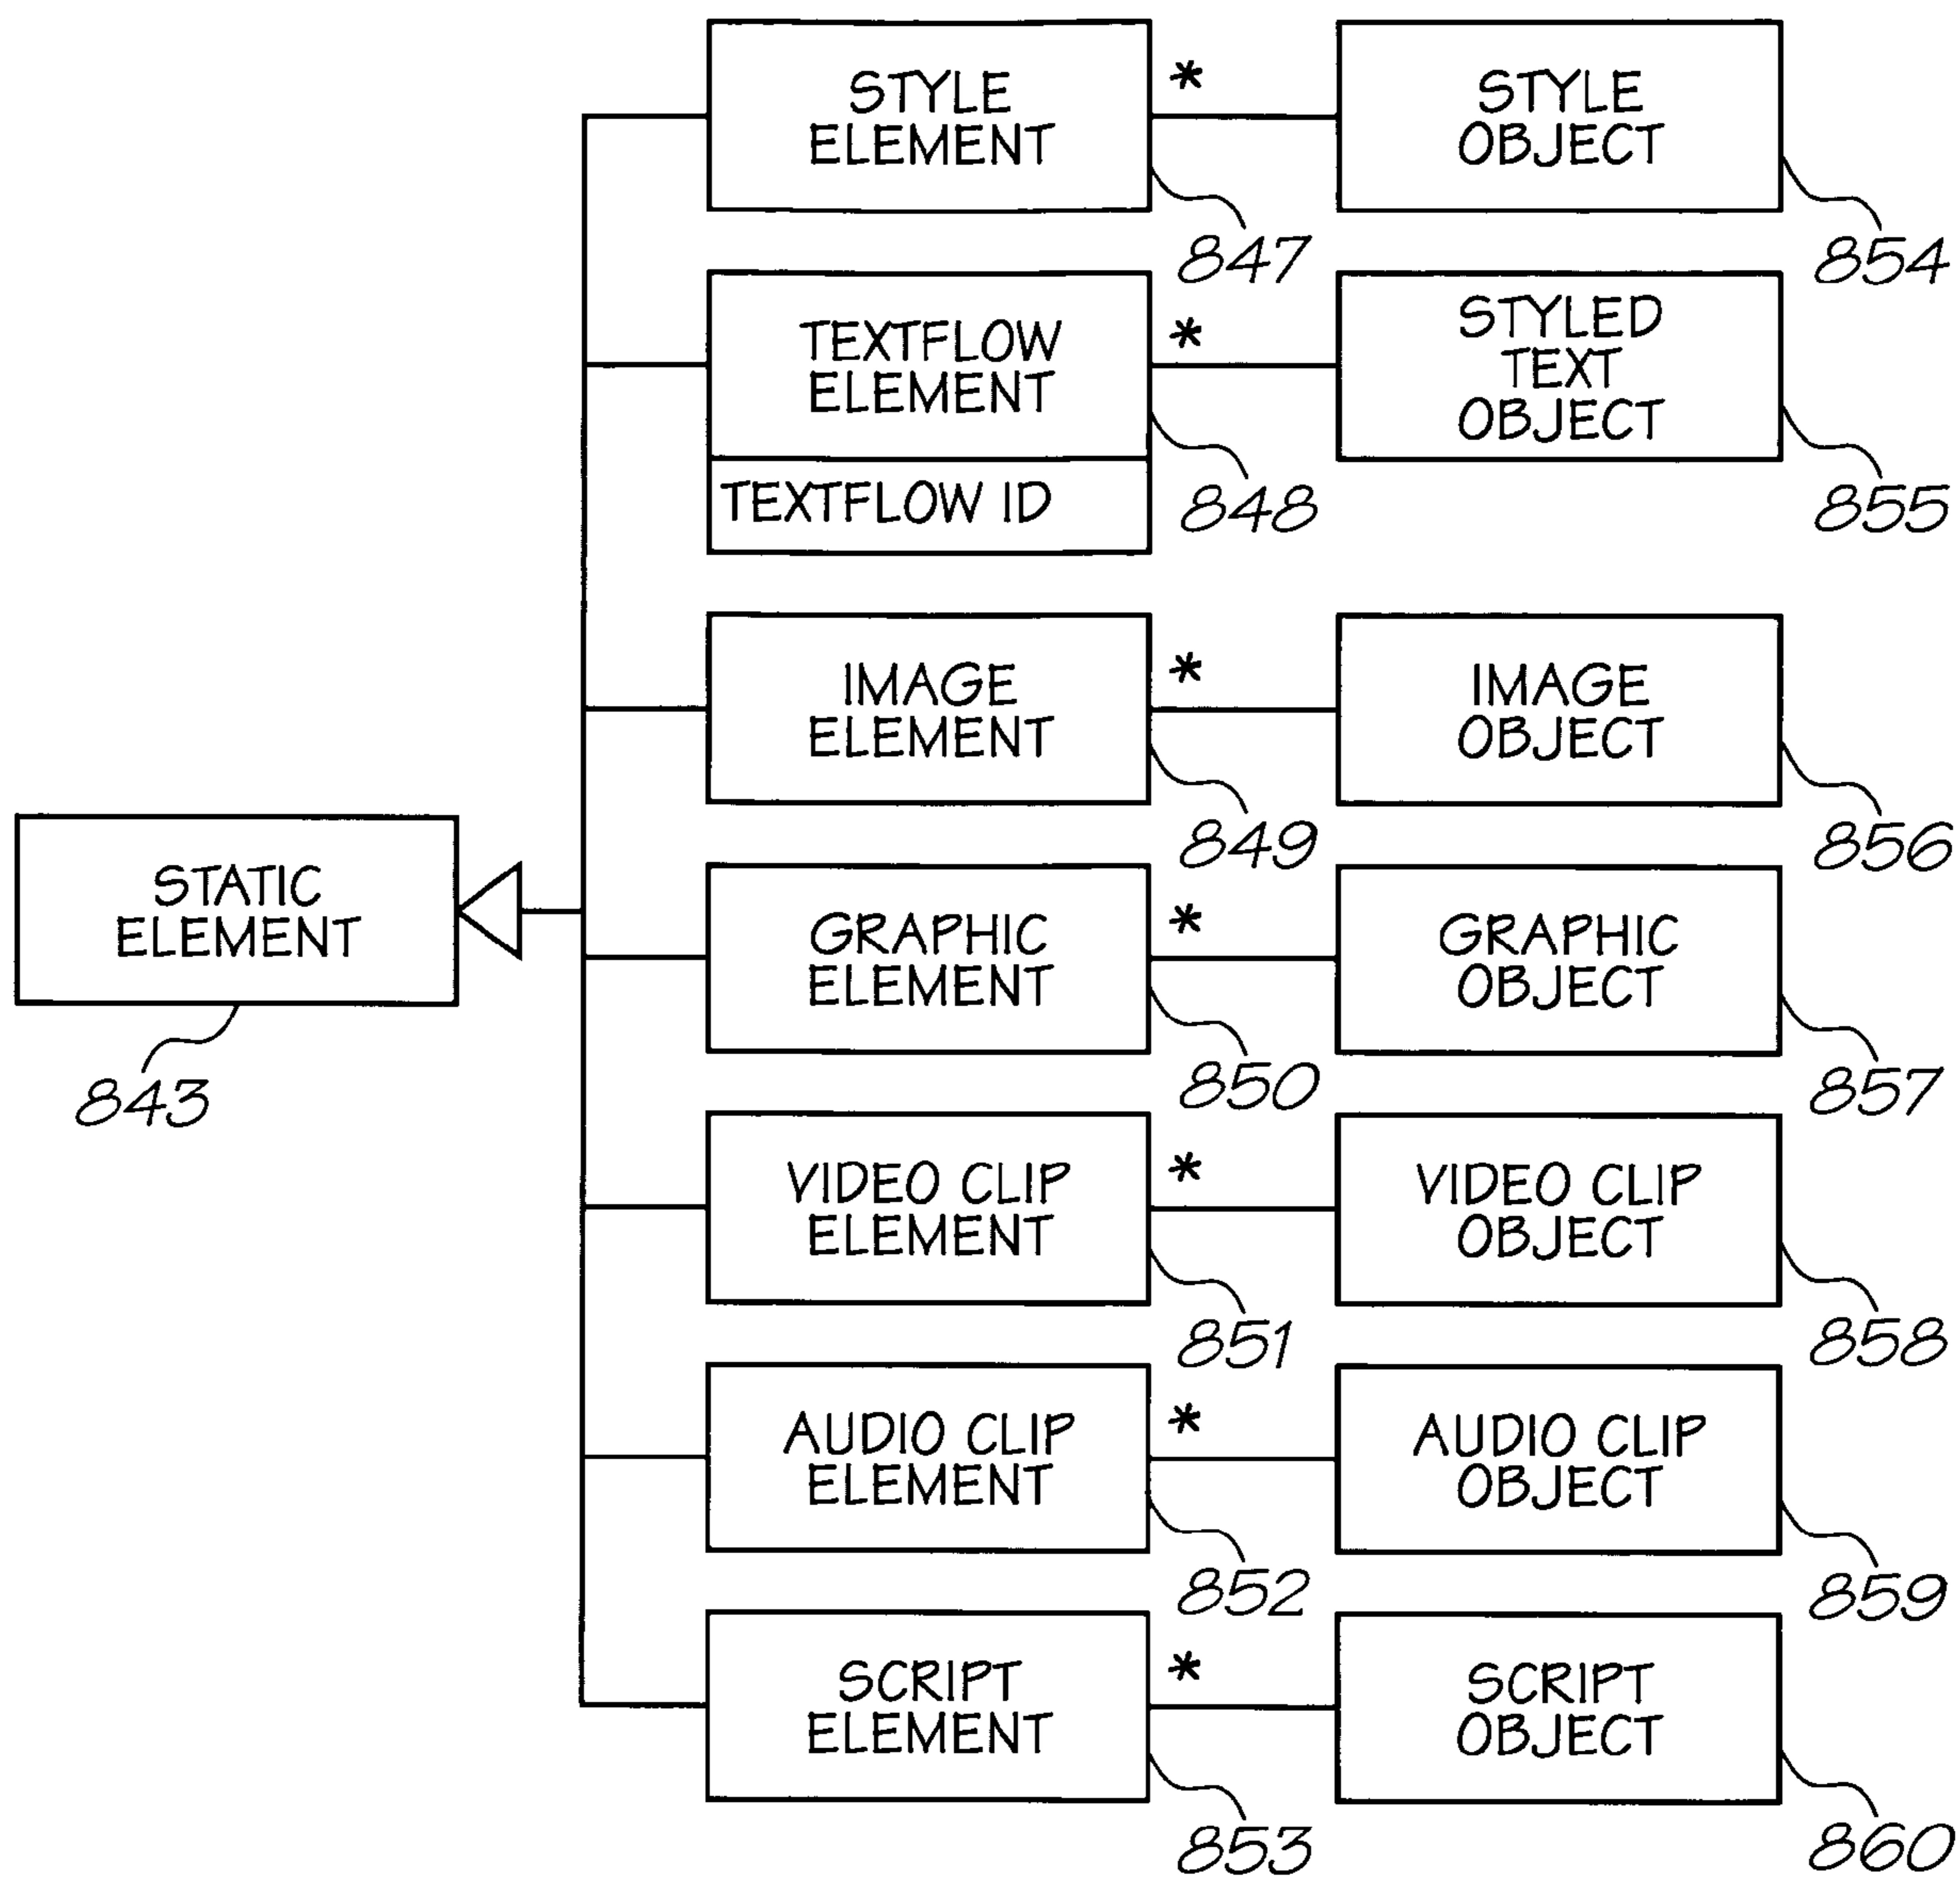 STYLE
ELEMENT
*
STYLE
OBJECT
847
854
TEXTFLOW
ELEMENT
*
STYLED
TEXT
OBJECT
TEXTFLOW ID
848
855
IMAGE
ELEMENT
*
IMAGE
OBJECT
849
856
STATIC
ELEMENT
843
GRAPHIC
ELEMENT
*
GRAPHIC
OBJECT
850
857
VIDEO CLIP
ELEMENT
*
VIDEO CLIP
OBJECT
851
858
AUDIO CLIP
ELEMENT
*
AUDIO CLIP
OBJECT
852
859
SCRIPT
ELEMENT
*
SCRIPT
OBJECT
853
860